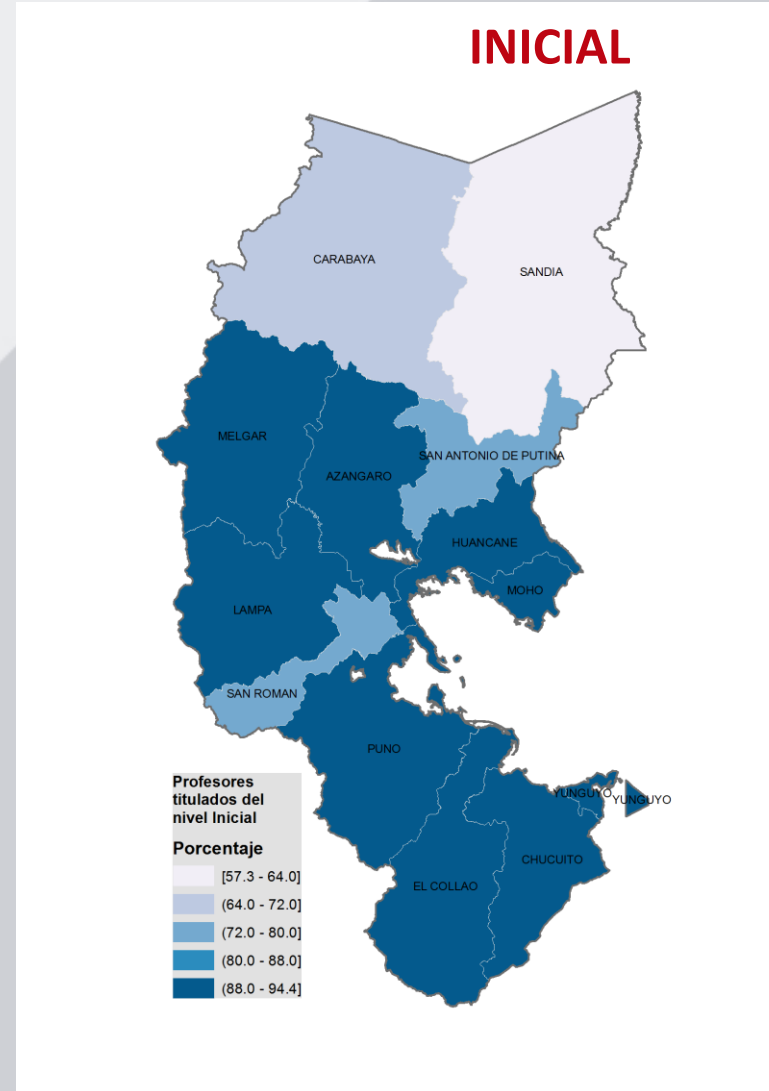 INICIAL
CARABAYA
SANDIA
MELGAR
SAN ANTONIO DE PUTINA
AZANGARO
HUANCANE
MOHO
LAMPA
SAN ROMAN
PUNO
YUNGUYO
YUNGUYO
CHUCUITO
EL COLLAO
Profesores
titulados del
nivel Inicial
Porcentaje
[57.3 - 64.0]
(64.0 - 72.0]
(72.0 - 80.0]
(80.0 - 88.0]
(88.0 - 94.4]